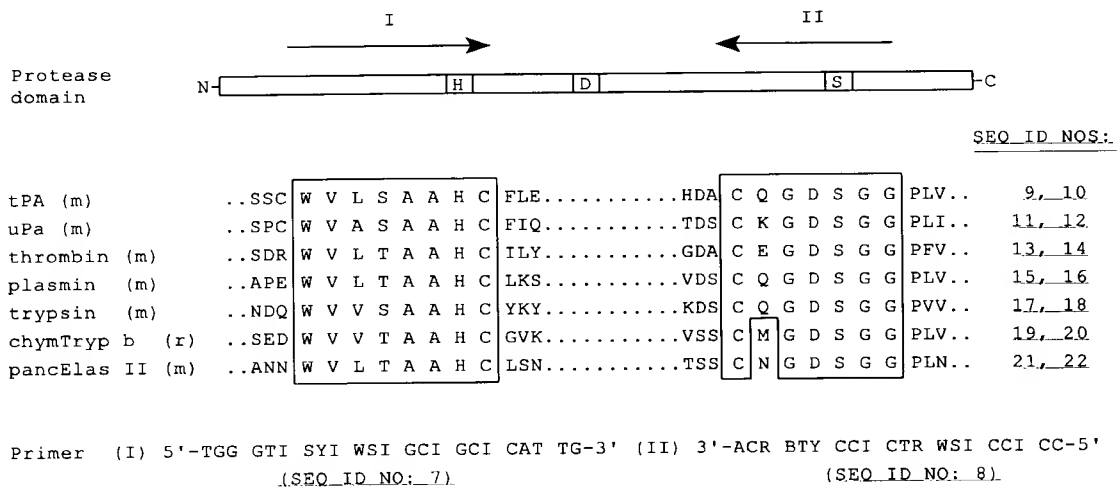 I II
Protease domain
N- H D S -C
SEQ ID NOS:
tPA (m) ..SSC W V L S A A H C FLE..........HDA C Q G D S G G PLV.. 9, 10
uPa (m) ..SPC W V A S A A H C FIQ..........TDS C K G D S G G PLI.. 11, 12
thrombin (m) ..SDR W V L T A A H C ILY..........GDA C E G D S G G PFV.. 13, 14
plasmin (m) ..APE W V L T A A H C LKS..........VDS C Q G D S G G PLV.. 15, 16
trypsin (m) ..NDQ W V V S A A H C YKY..........KDS C Q G D S G G PVV.. 17, 18
chymTryp b (r) ..SED W V V T A A H C GVK..........VSS C M G D S G G PLV.. 19, 20
pancElas II (m) ..ANN W V L T A A H C LSN..........TSS C N G D S G G PLN.. 21, 22
Primer (I) 5'-TGG GTI SYI WSI GCI GCI CAT TG-3' (II) 3'-ACR BTY CCI CTR WSI CCI CC-5'
(SEQ ID NO: 7) (SEQ ID NO: 8)